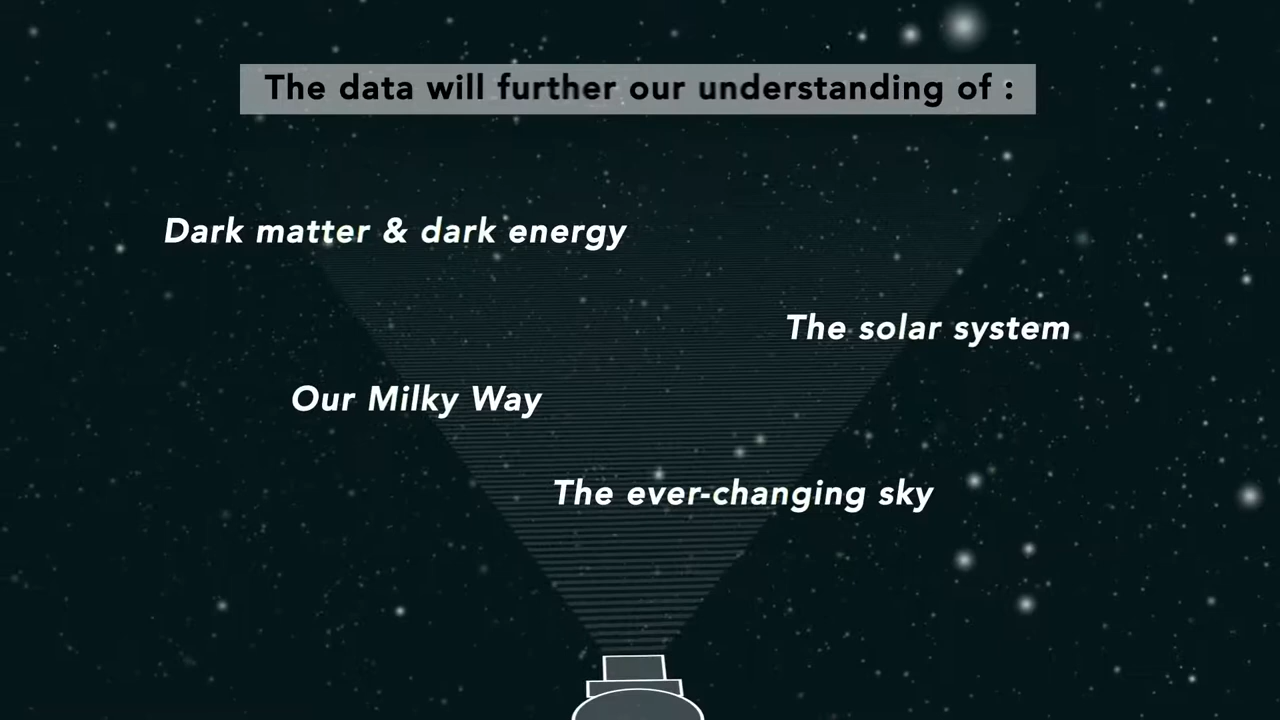 The data will further our understanding of :
Dark matter & dark energy
The solar system
Our Milky Way
The ever-changing sky